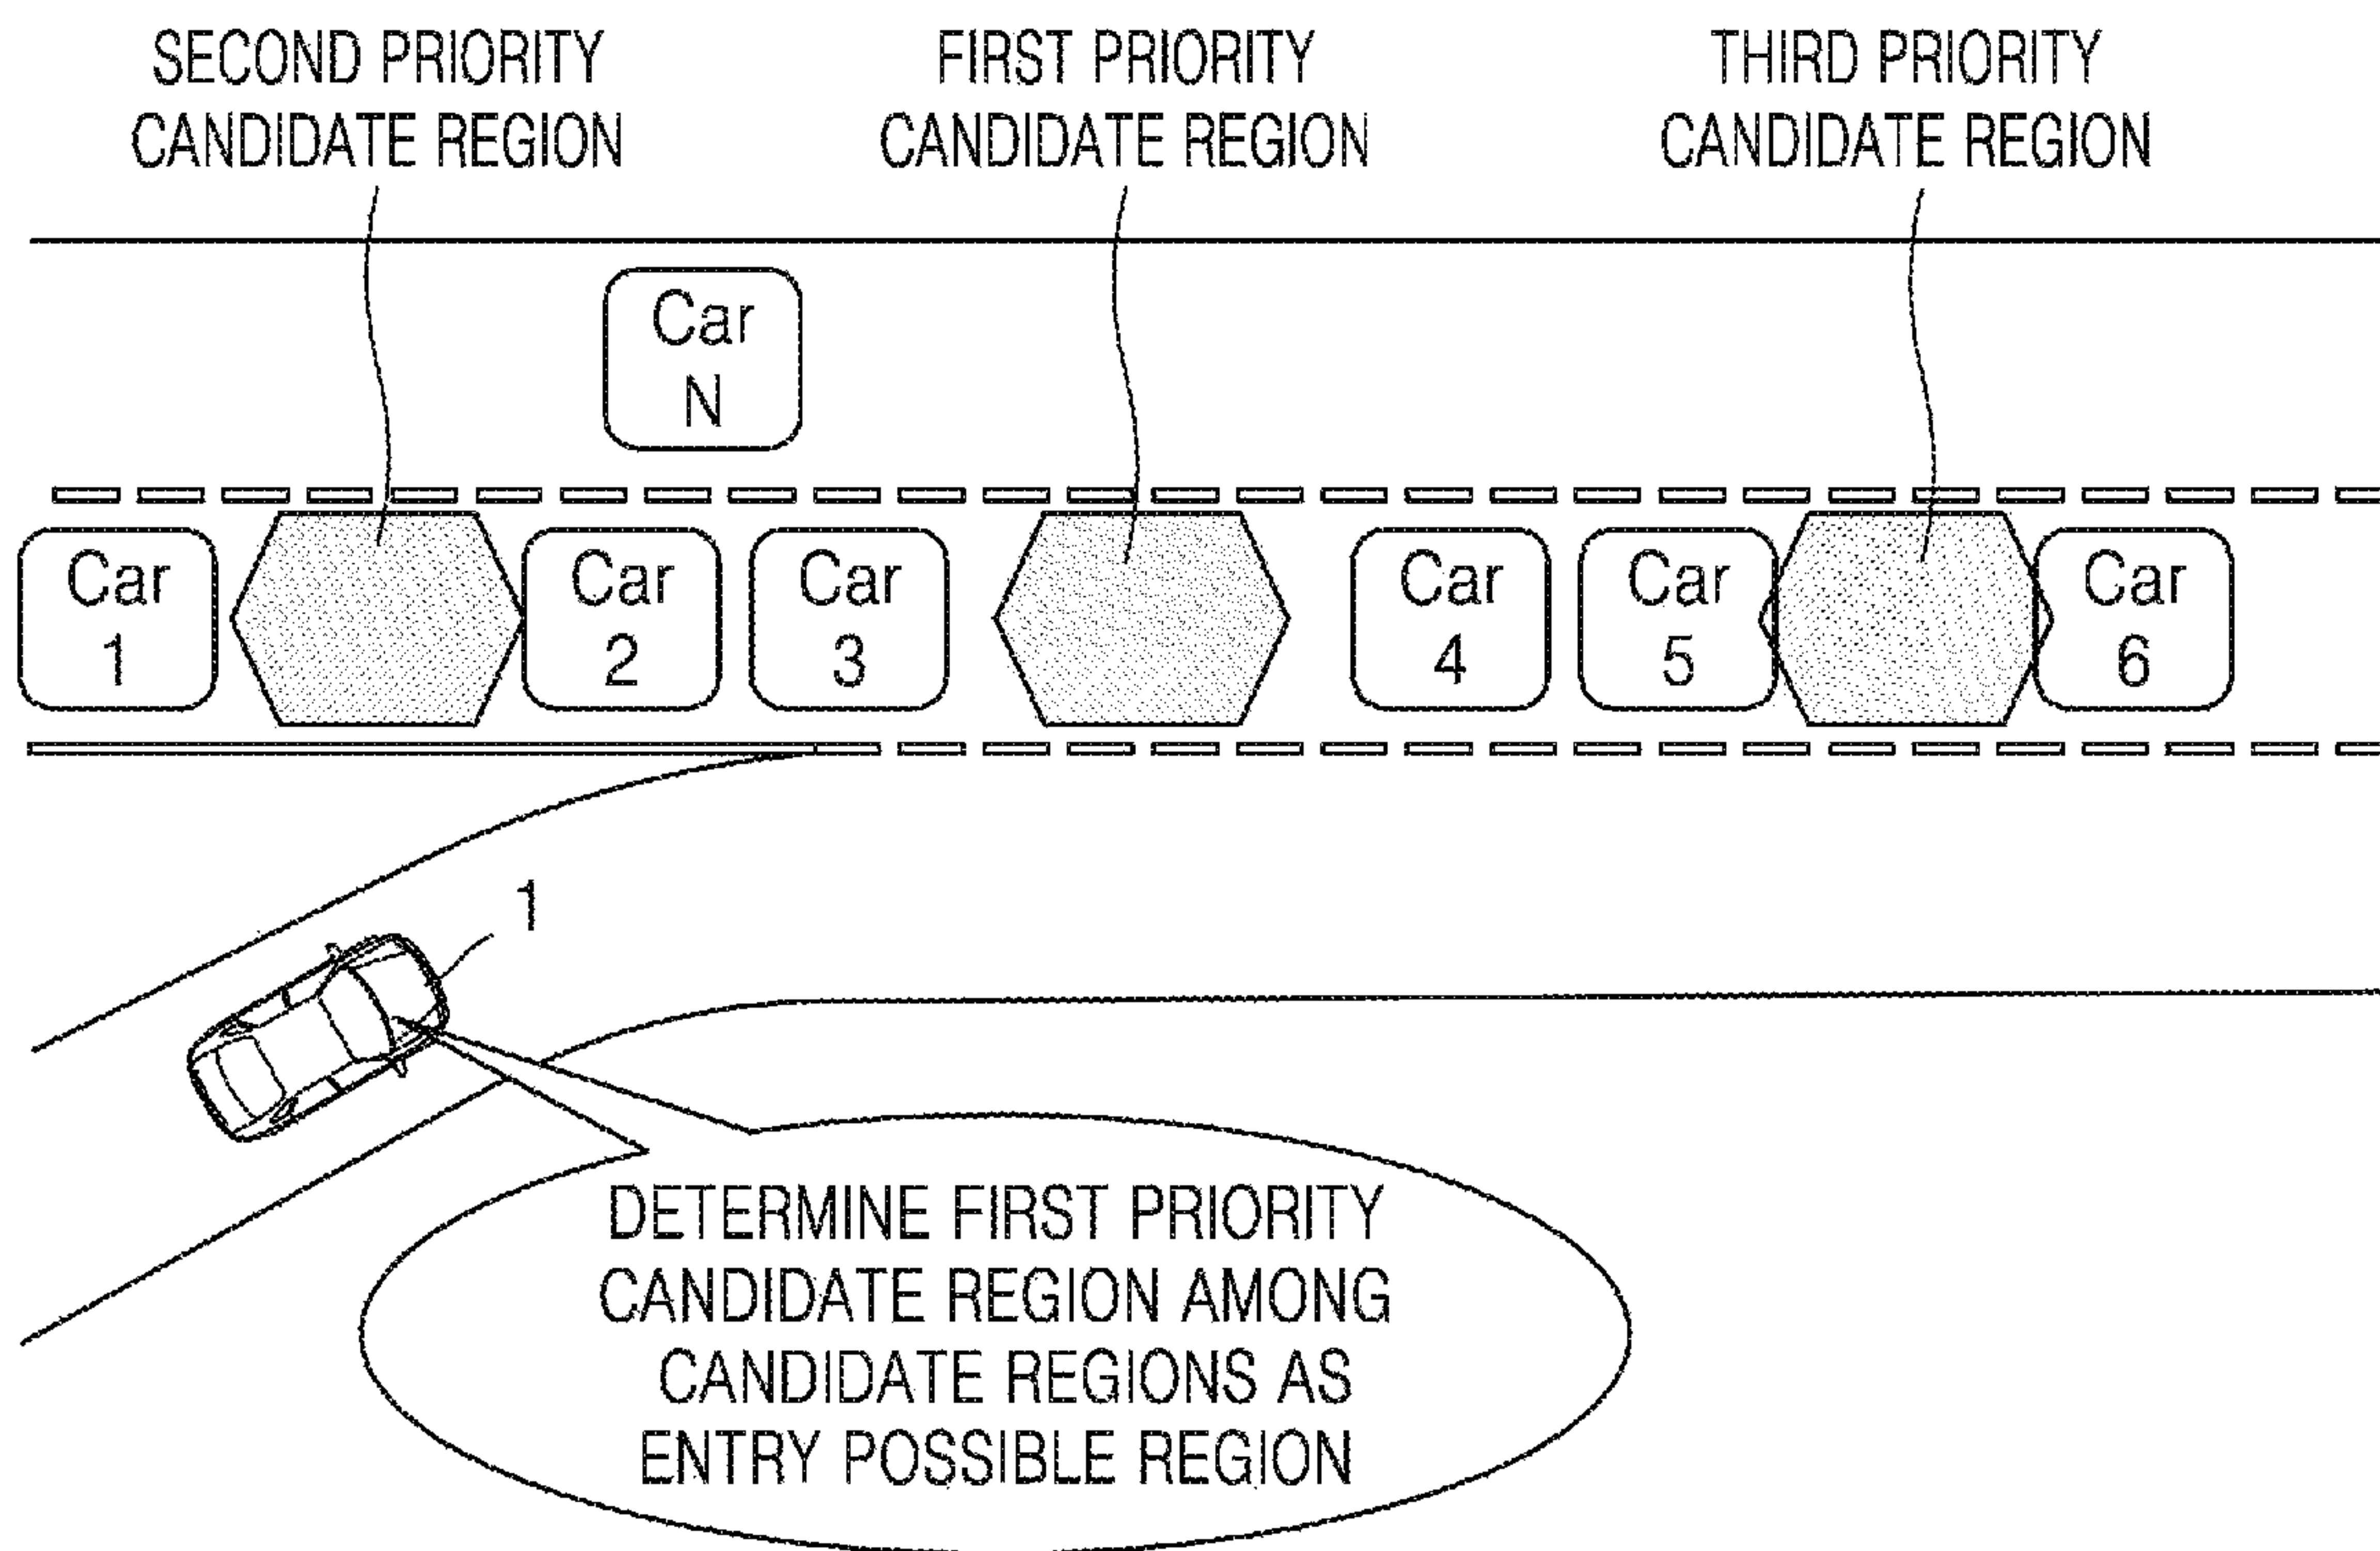 SECOND PRIORITY
CANDIDATE REGION
FIRST PRIORITY
CANDIDATE REGION
THIRD PRIORITY
CANDIDATE REGION
Car
N
Car
1
Car
2
Car
3
Car
4
Car
5
Car
6
1
DETERMINE FIRST PRIORITY
CANDIDATE REGION AMONG
CANDIDATE REGIONS AS
ENTRY POSSIBLE REGION